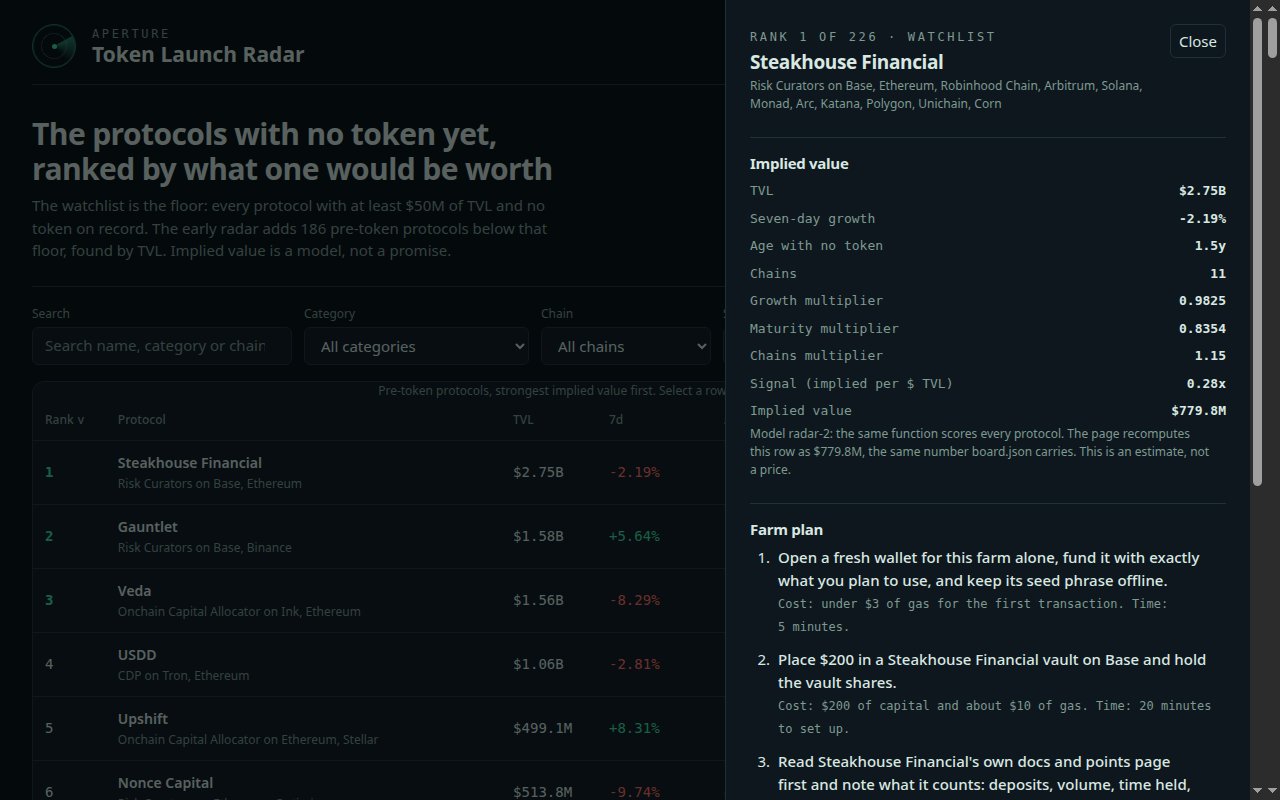 APERTURE
Token Launch Radar
The protocols with no token yet,
ranked by what one would be worth
The watchlist is the floor: every protocol with at least $50M of TVL and no
token on record. The early radar adds 186 pre-token protocols below that
floor, found by TVL. Implied value is a model, not a promise.
Search
Category
Chain
Search name, category or chain
All categories
All chains
Pre-token protocols, strongest implied value first. Select a row
Rank v
Protocol
TVL
7d
1
Steakhouse Financial
Risk Curators on Base, Ethereum
$2.75B
-2.19%
2
Gauntlet
Risk Curators on Base, Binance
$1.58B
+5.64%
3
Veda
Onchain Capital Allocator on Ink, Ethereum
$1.56B
-8.29%
4
USDD
CDP on Tron, Ethereum
$1.06B
-2.81%
5
Upshift
Onchain Capital Allocator on Ethereum, Stellar
$499.1M
+8.31%
6
Nonce Capital
$513.8M
-9.74%
RANK 1 OF 226 · WATCHLIST
Close
Steakhouse Financial
Risk Curators on Base, Ethereum, Robinhood Chain, Arbitrum, Solana,
Monad, Arc, Katana, Polygon, Unichain, Corn
Implied value
TVL $2.75B
Seven-day growth -2.19%
Age with no token 1.5y
Chains 11
Growth multiplier 0.9825
Maturity multiplier 0.8354
Chains multiplier 1.15
Signal (implied per $ TVL) 0.28x
Implied value $779.8M
Model radar-2: the same function scores every protocol. The page recomputes
this row as $779.8M, the same number board.json carries. This is an estimate, not
a price.
Farm plan
1. Open a fresh wallet for this farm alone, fund it with exactly
what you plan to use, and keep its seed phrase offline.
Cost: under $3 of gas for the first transaction. Time:
5 minutes.
2. Place $200 in a Steakhouse Financial vault on Base and hold
the vault shares.
Cost: $200 of capital and about $10 of gas. Time: 20 minutes
to set up.
3. Read Steakhouse Financial's own docs and points page
first and note what it counts: deposits, volume, time held,